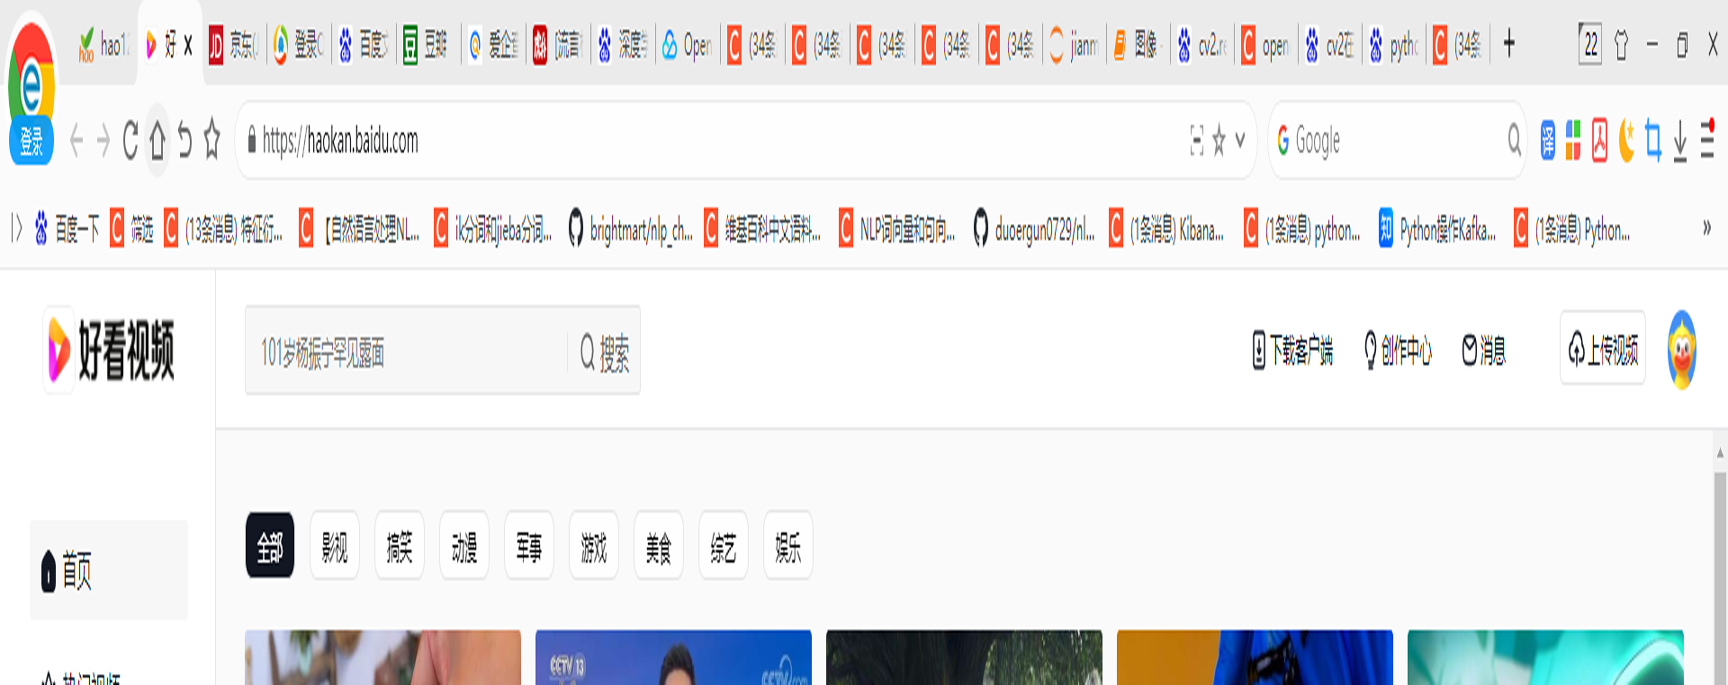 hao1 好 京东( 登录 百度 豆瓣 爱企 [流言 深度 Open (34条 (34条 (34条 (34条 (34条 jianm 图像 cv2.re open cv2在 pytho (34条 22
https://haokan.baidu.com Google 译
登录
百度一下 筛选 (13条消息) 特征衍... 【自然语言处理NL... ik分词和jieba分词... brightmart/nlp_ch... 维基百科中文语料... NLP词向量和句向... duoergun0729/nl... (1条消息) Kibana... (1条消息) python... Python操作Kafka... (1条消息) Python... »
好看视频 101岁杨振宁罕见露面 搜索 下载客户端 创作中心 消息 上传视频
全部 影视 搞笑 动漫 军事 游戏 美食 综艺 娱乐
首页
CCTV 13 CCTV.com
热门视频